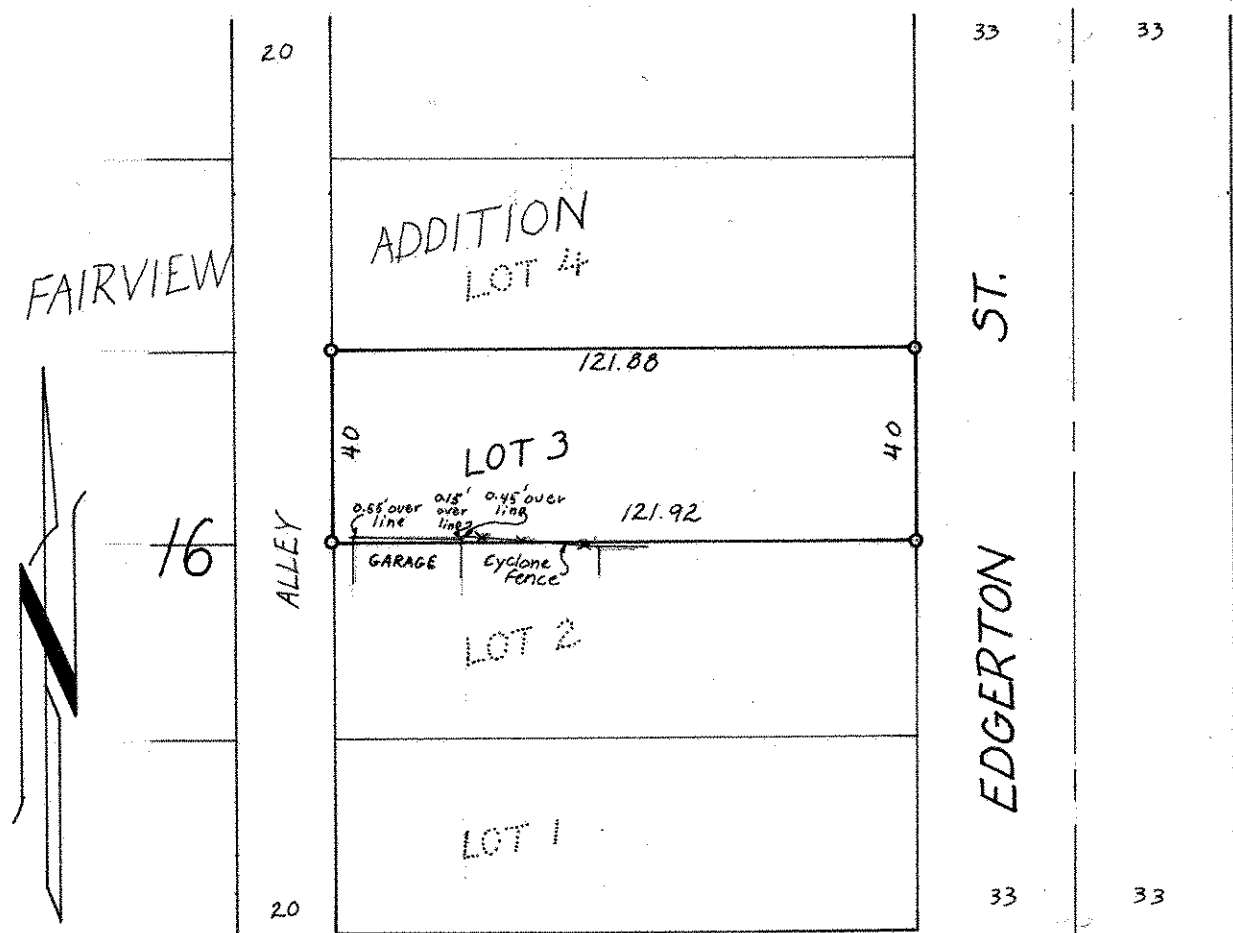 20
33
33
ADDITION
LOT 4
FAIRVIEW
ST.
121.88
40
40
LOT 3
0.15'
over
line
0.45' over
line
over
line
121.92
16
ALLEY
GARAGE
Cyclone
Fence
LOT 2
EDGERTON
LOT 1
20
33
33
N